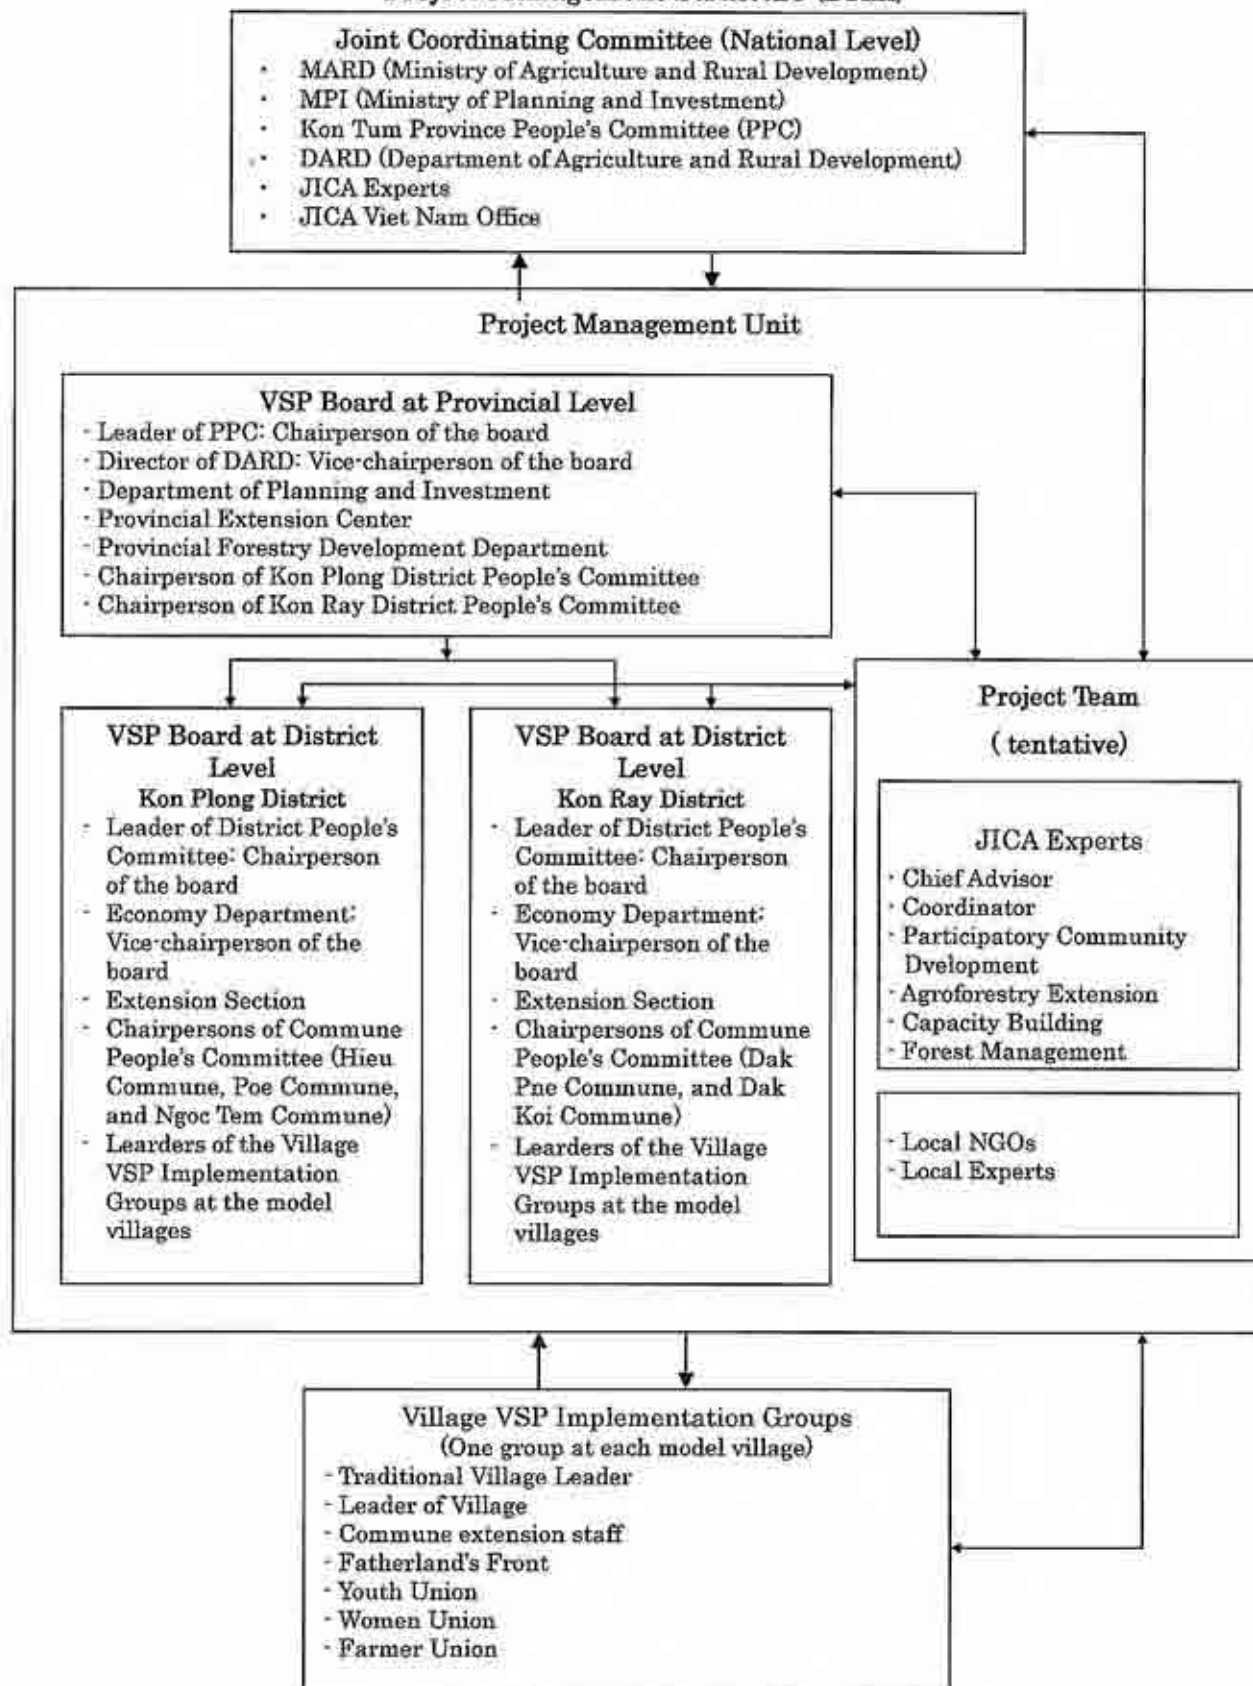 Joint Coordinating Committee (National Level)
· MARD (Ministry of Agriculture and Rural Development)
· MPI (Ministry of Planning and Investment)
· Kon Tum Province People's Committee (PPC)
· DARD (Department of Agriculture and Rural Development)
· JICA Experts
· JICA Viet Nam Office
Project Management Unit
VSP Board at Provincial Level
- Leader of PPC: Chairperson of the board
- Director of DARD: Vice-chairperson of the board
- Department of Planning and Investment
- Provincial Extension Center
- Provincial Forestry Development Department
- Chairperson of Kon Plong District People's Committee
- Chairperson of Kon Ray District People's Committee
VSP Board at District
Level
Kon Plong District
- Leader of District People's
Committee: Chairperson
of the board
- Economy Department:
Vice-chairperson of the
board
- Extension Section
- Chairpersons of Commune
People's Committee (Hieu
Commune, Poe Commune,
and Ngoc Tem Commune)
- Learders of the Village
VSP Implementation
Groups at the model
villages
VSP Board at District
Level
Kon Ray District
- Leader of District People's
Committee: Chairperson
of the board
- Economy Department:
Vice-chairperson of the
board
- Extension Section
- Chairpersons of Commune
People's Committee (Dak
Pne Commune, and Dak
Koi Commune)
- Learders of the Village
VSP Implementation
Groups at the model
villages
Project Team
( tentative)
JICA Experts
- Chief Advisor
- Coordinator
- Participatory Community
Dvelopment
- Agroforestry Extension
- Capacity Building
- Forest Management
- Local NGOs
- Local Experts
Village VSP Implementation Groups
(One group at each model village)
- Traditional Village Leader
- Leader of Village
- Commune extension staff
- Fatherland's Front
- Youth Union
- Women Union
- Farmer Union